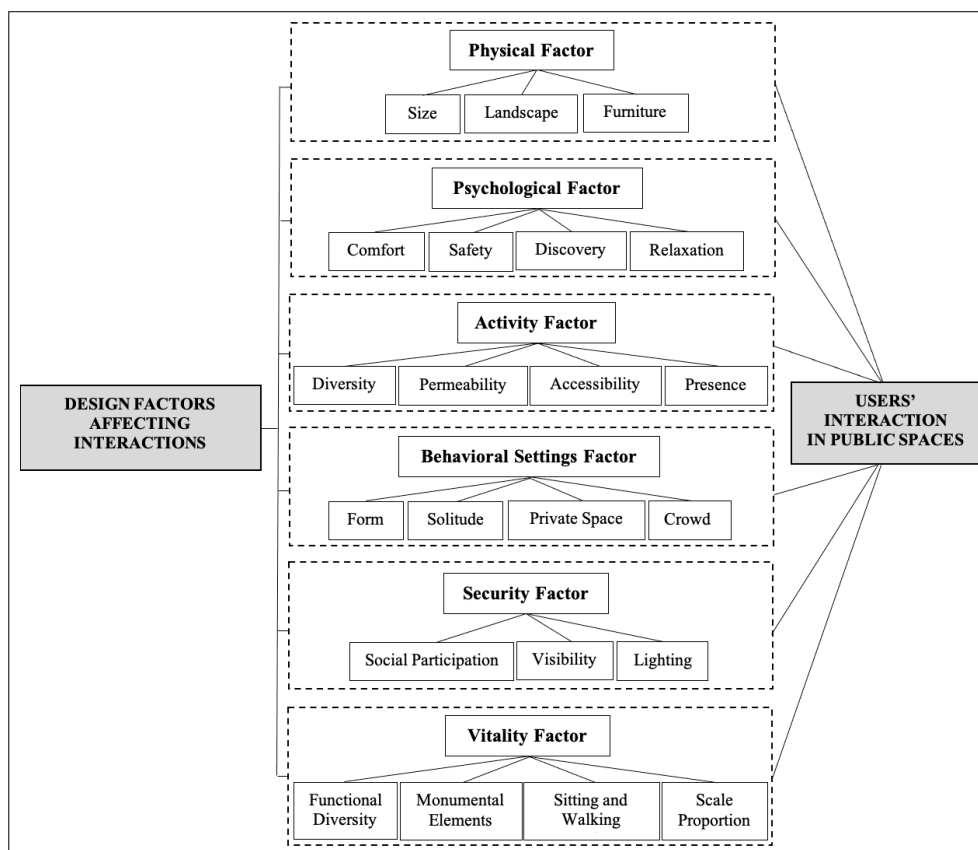 Physical Factor
Size
Landscape
Furniture
Psychological Factor
Comfort
Safety
Discovery
Relaxation
Activity Factor
Diversity
Permeability
Accessibility
Presence
DESIGN FACTORS
AFFECTING
INTERACTIONS
USERS’
INTERACTION
IN PUBLIC SPACES
Behavioral Settings Factor
Form
Solitude
Private Space
Crowd
Security Factor
Social Participation
Visibility
Lighting
Vitality Factor
Functional
Diversity
Monumental
Elements
Sitting and
Walking
Scale
Proportion